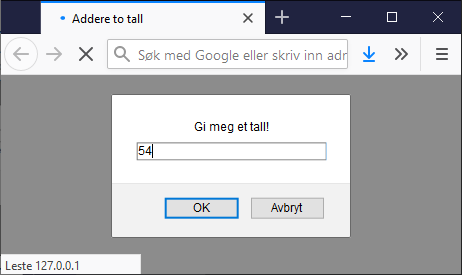 Addere to tall
Søk med Google eller skriv inn adr
Gi meg et tall!
54
OK Avbryt
Leste 127.0.0.1